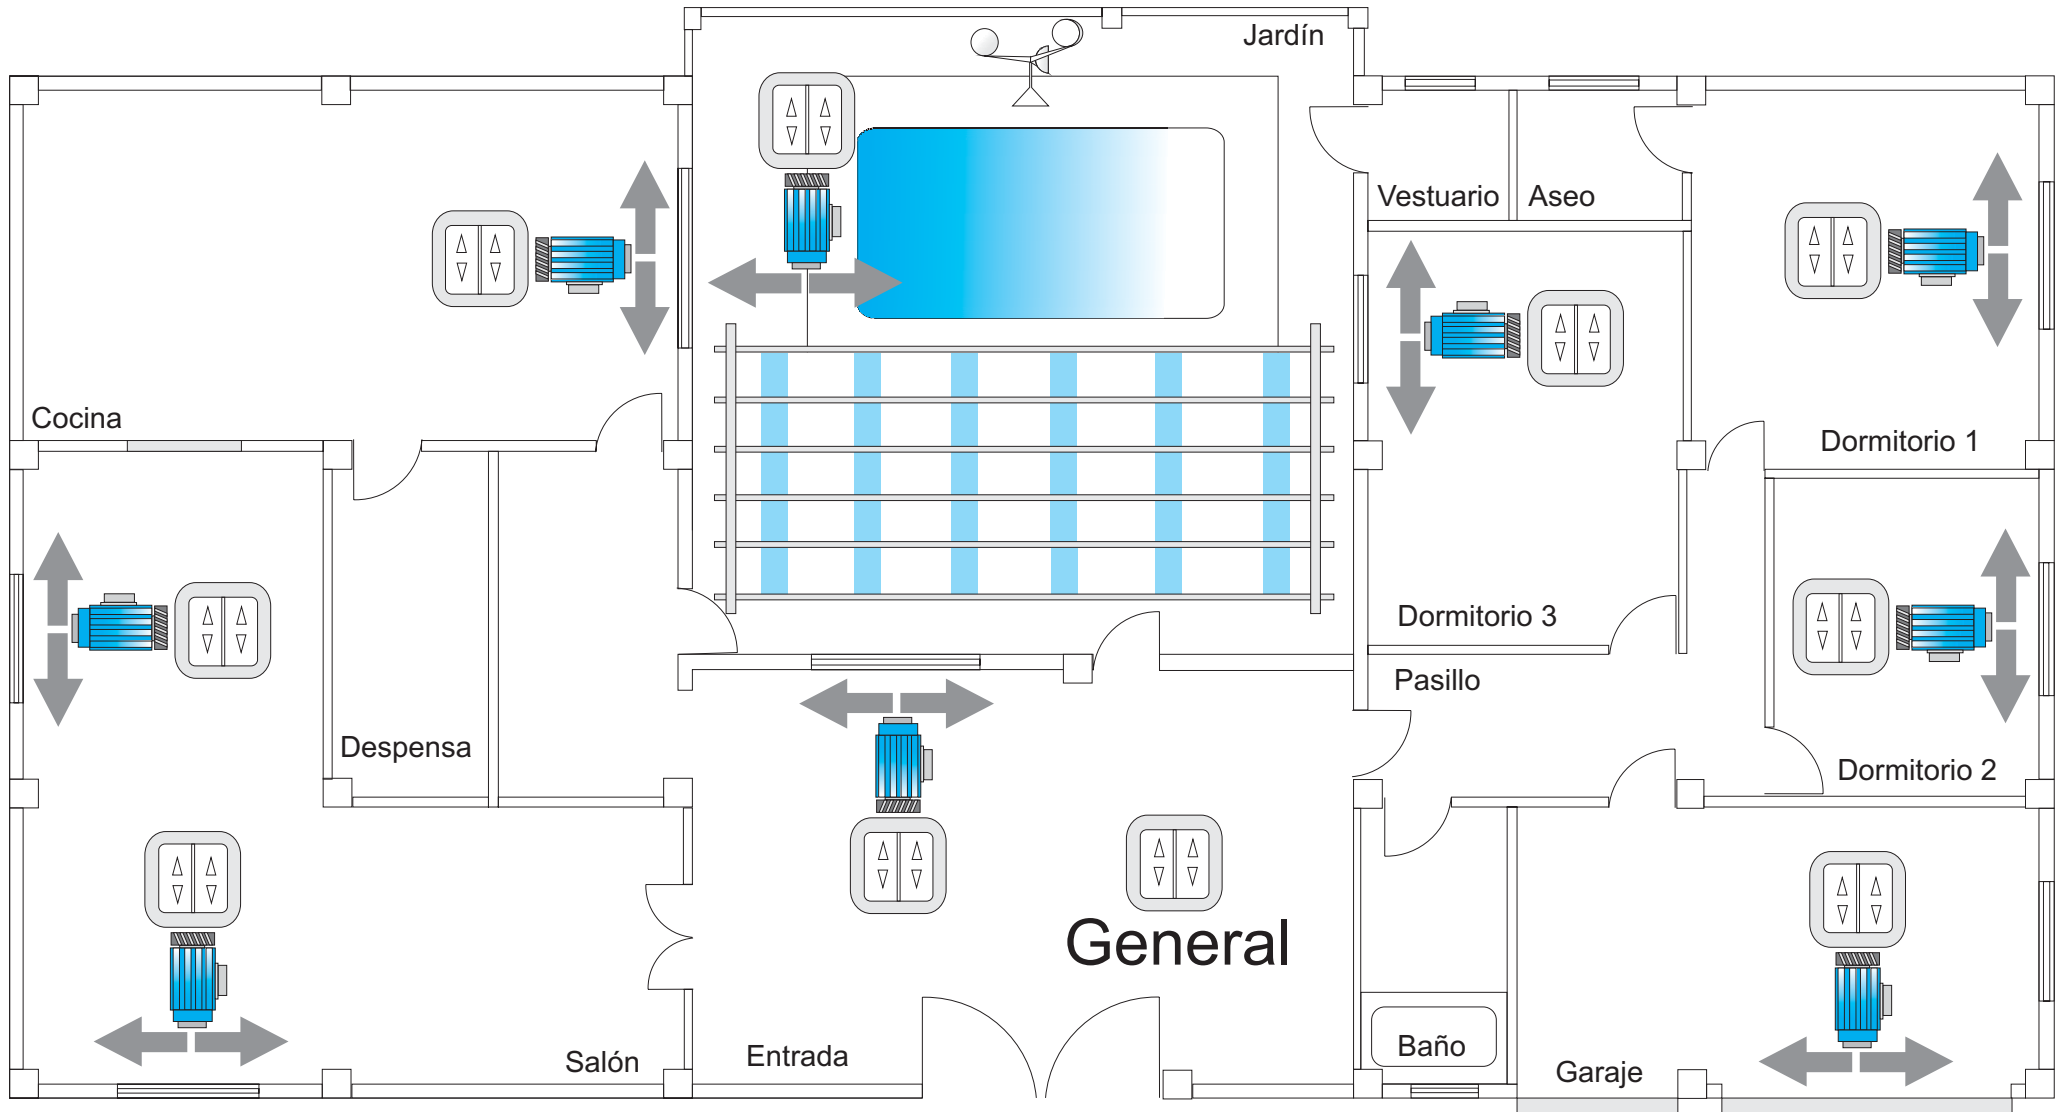 Jardín
Vestuario
Aseo
Cocina
Dormitorio 1
Dormitorio 3
Pasillo
Despensa
Dormitorio 2
General
Salón
Entrada
Baño
Garaje